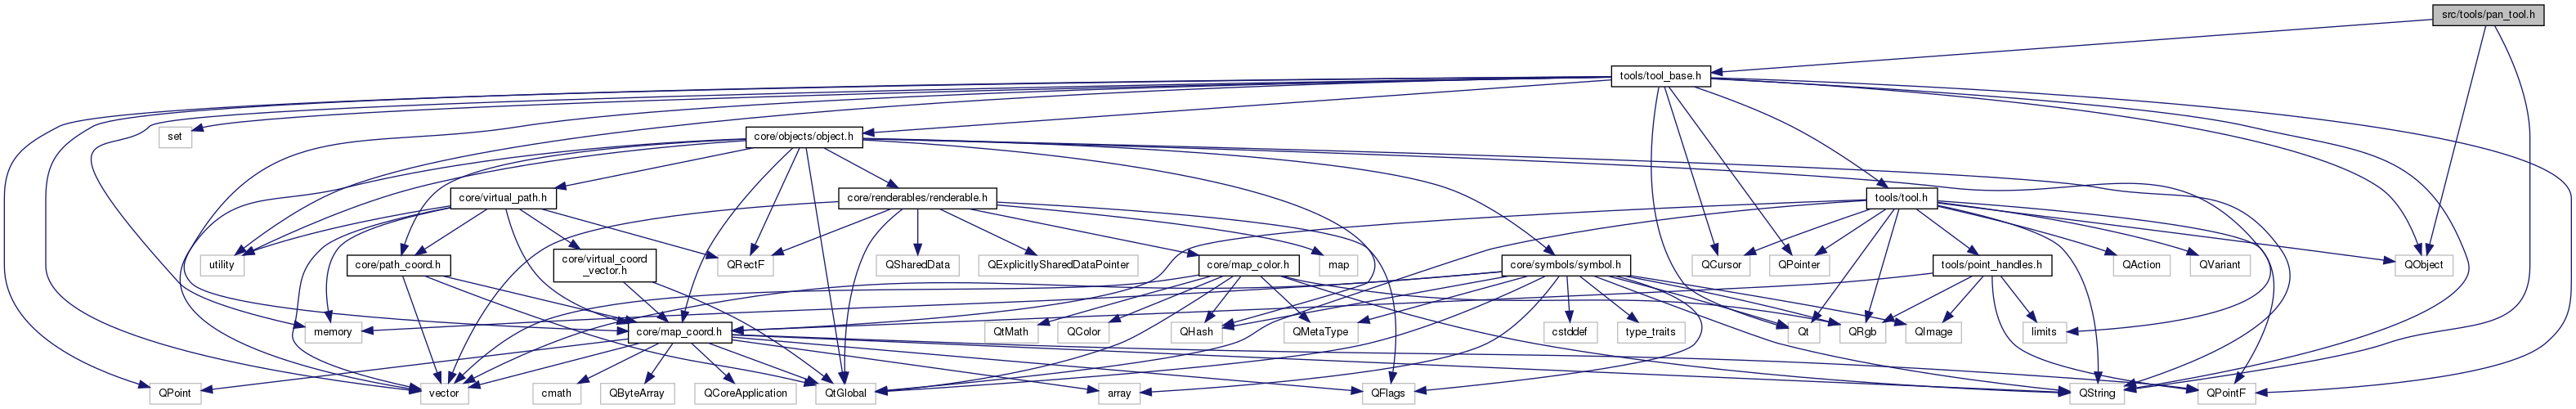 src/tools/pan_tool.h
tools/tool_base.h
set
core/objects/object.h
core/virtual_path.h
core/renderables/renderable.h
tools/tool.h
utility
core/path_coord.h
core/virtual_coord
_vector.h
QRectF
QSharedData
QExplicitlySharedDataPointer
map
core/map_color.h
core/symbols/symbol.h
QCursor
QPointer
tools/point_handles.h
QAction
QVariant
QObject
memory
core/map_coord.h
QtMath
QColor
QHash
QMetaType
cstddef
type_traits
Qt
QRgb
QImage
limits
QPoint
vector
cmath
QByteArray
QCoreApplication
QtGlobal
array
QFlags
QString
QPointF